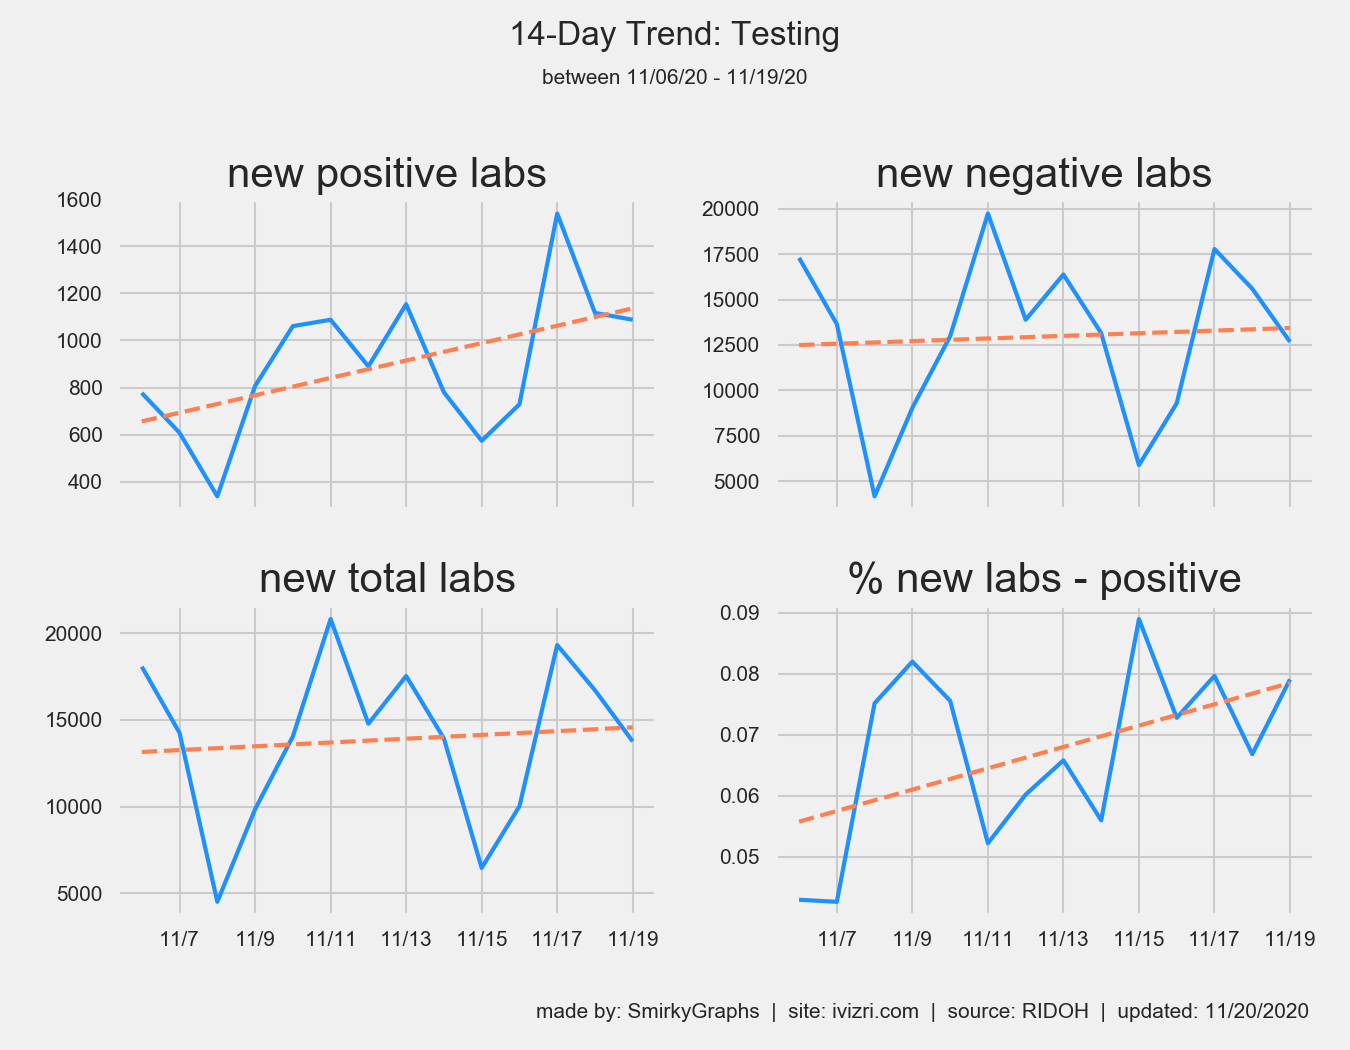 14-Day Trend: Testing
between 11/06/20 - 11/19/20
new positive labs
1600
1400
1200
1000
800
600
400
new negative labs
20000
17500
15000
12500
10000
7500
5000
new total labs
20000
15000
10000
5000
11/7 11/9 11/11 11/13 11/15 11/17 11/19
% new labs - positive
0.09
0.08
0.07
0.06
0.05
11/7 11/9 11/11 11/13 11/15 11/17 11/19
made by: SmirkyGraphs | site: ivizri.com | source: RIDOH | updated: 11/20/2020